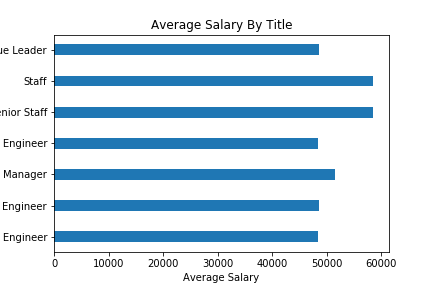 Average Salary By Title
ue Leader
Staff
enior Staff
Engineer
Manager
Engineer
Engineer
0 10000 20000 30000 40000 50000 60000
Average Salary